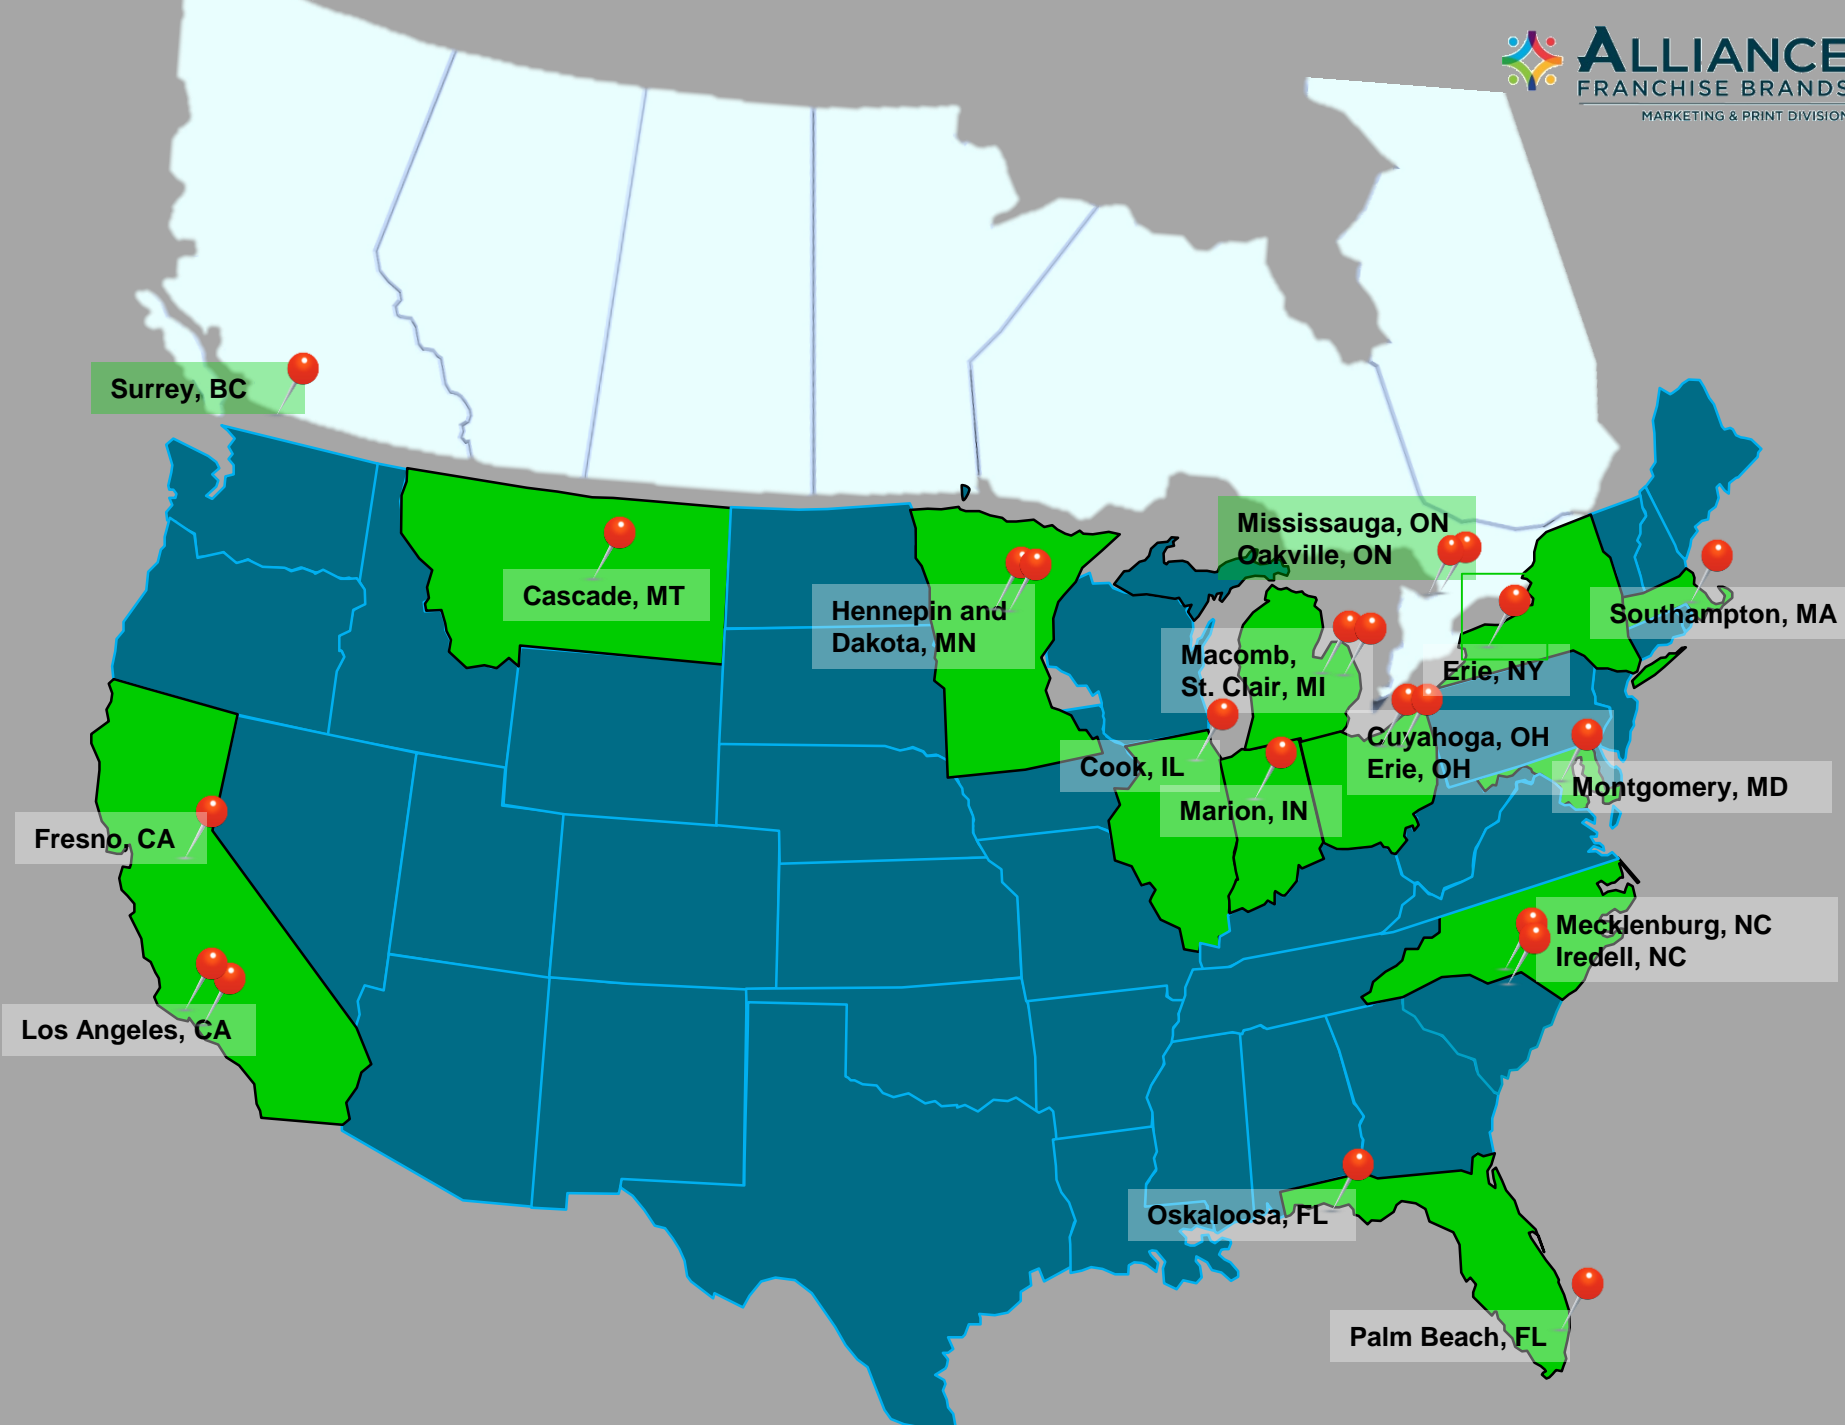 ALLIANCE
FRANCHISE BRANDS
MARKETING & PRINT DIVISION
Surrey, BC
Mississauga, ON
Oakville, ON
Cascade, MT
Hennepin and
Dakota, MN
Southampton, MA
Macomb,
St. Clair, MI
Erie, NY
Cuyahoga, OH
Erie, OH
Cook, IL
Montgomery, MD
Marion, IN
Fresno, CA
Mecklenburg, NC
Iredell, NC
Los Angeles, CA
Oskaloosa, FL
Palm Beach, FL